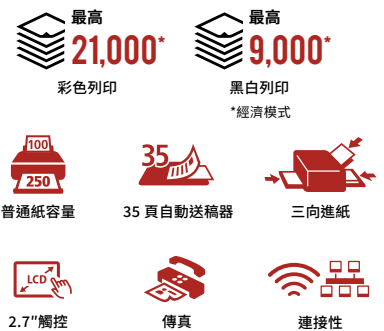 最高 最高
21,000* 9,000*
彩色列印 黑白列印
*經濟模式
100 35
250
普通紙容量 35 頁自動送稿器 三向進紙
LCD
2.7"觸控 傳真 連接性